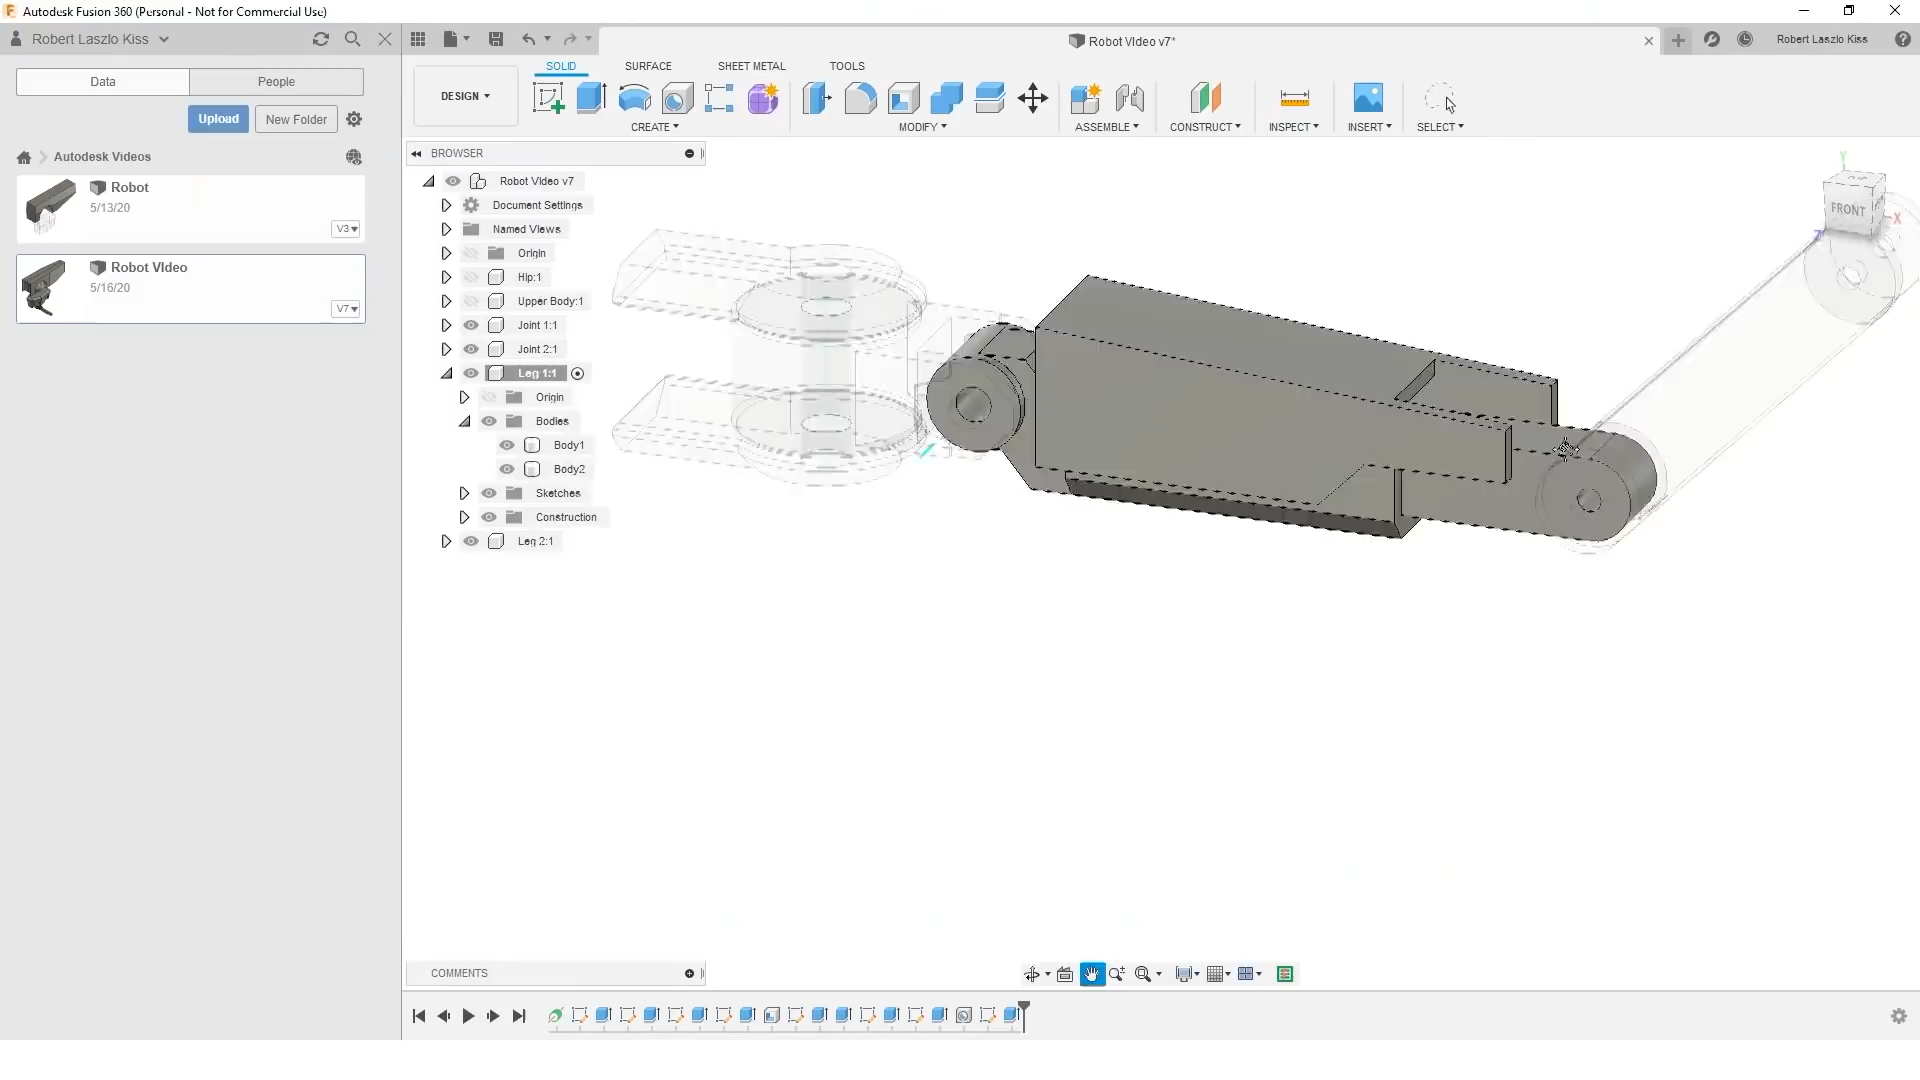 Autodesk Fusion 360 (Personal - Not for Commercial Use)
Robert Laszlo Kiss
Robot VIdeo v7*
Robert Laszlo Kiss
Data
People
Upload
New Folder
Autodesk Videos
Robot
5/13/20
V3
Robot VIdeo
5/16/20
V7
DESIGN
SOLID
SURFACE
SHEET METAL
TOOLS
CREATE
MODIFY
ASSEMBLE
CONSTRUCT
INSPECT
INSERT
SELECT
BROWSER
Robot VIdeo v7
Document Settings
Named Views
Origin
Hip:1
Upper Body:1
Joint 1:1
Joint 2:1
Leg 1:1
Origin
Bodies
Body1
Body2
Sketches
Construction
Leg 2:1
Y
FRONT
X
Z
COMMENTS